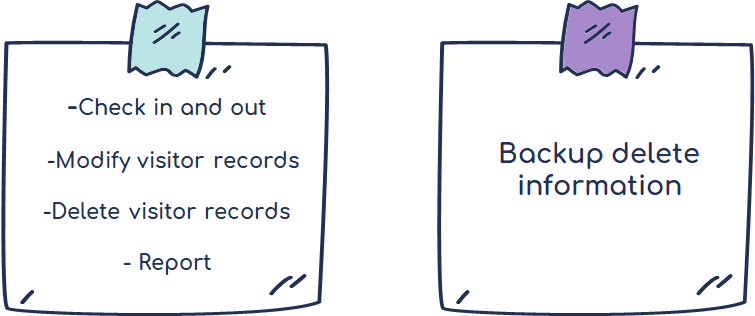 -Check in and out
-Modify visitor records
-Delete visitor records
- Report
Backup delete
information